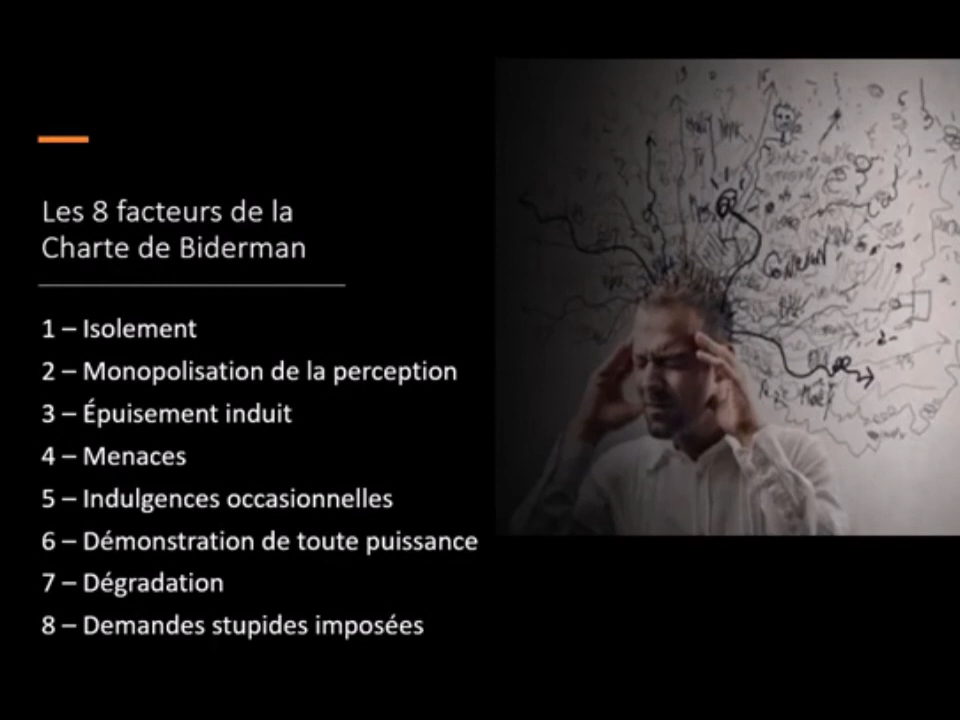 Les 8 facteurs de la
Charte de Biderman
1 – Isolement
2 – Monopolisation de la perception
3 – Épuisement induit
4 – Menaces
5 – Indulgences occasionnelles
6 – Démonstration de toute puissance
7 – Dégradation
8 – Demandes stupides imposées